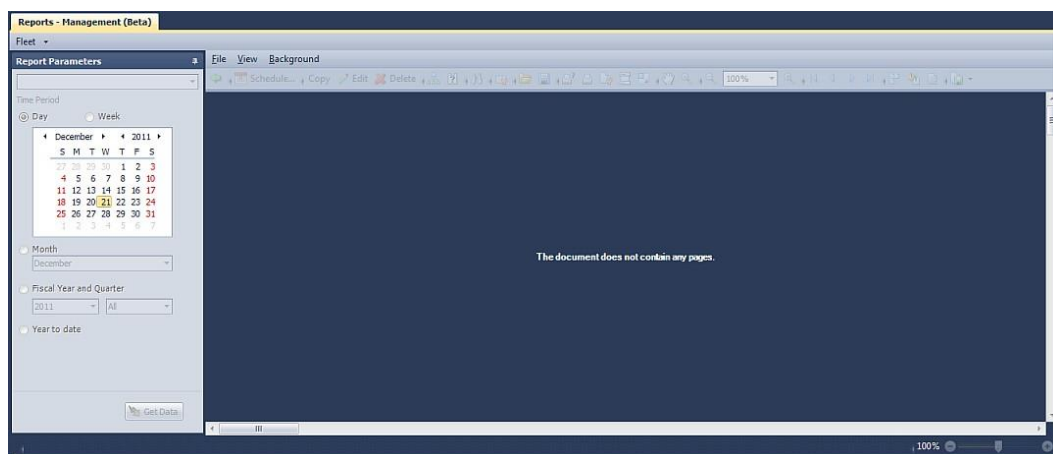 Reports - Management (Beta)
Fleet
Report Parameters
File View Background
Schedule... Copy Edit Delete 100%
Time Period
Day Week
December 2011
S M T W T F S
27 28 29 30 1 2 3
4 5 6 7 8 9 10
11 12 13 14 15 16 17
18 19 20 21 22 23 24
25 26 27 28 29 30 31
1 2 3 4 5 6 7
The document does not contain any pages.
Month
December
Fiscal Year and Quarter
2011 All
Year to date
Get Data
100%